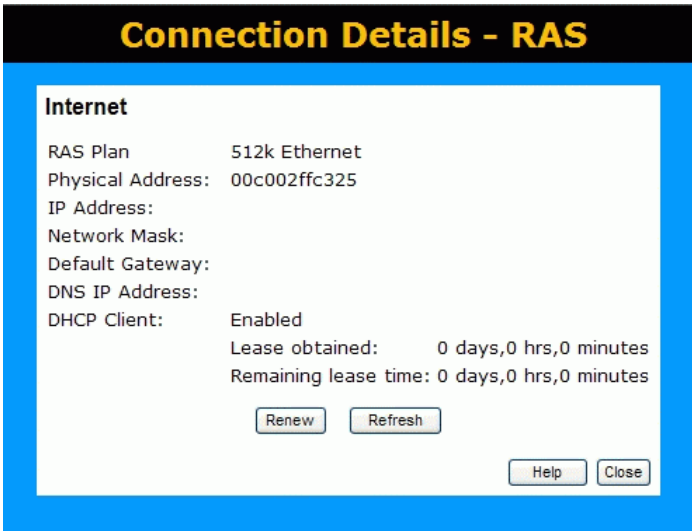 Connection Details - RAS
Internet
RAS Plan 512k Ethernet
Physical Address: 00c002ffc325
IP Address:
Network Mask:
Default Gateway:
DNS IP Address:
DHCP Client: Enabled
Lease obtained: 0 days,0 hrs,0 minutes
Remaining lease time: 0 days,0 hrs,0 minutes
Renew Refresh
Help Close